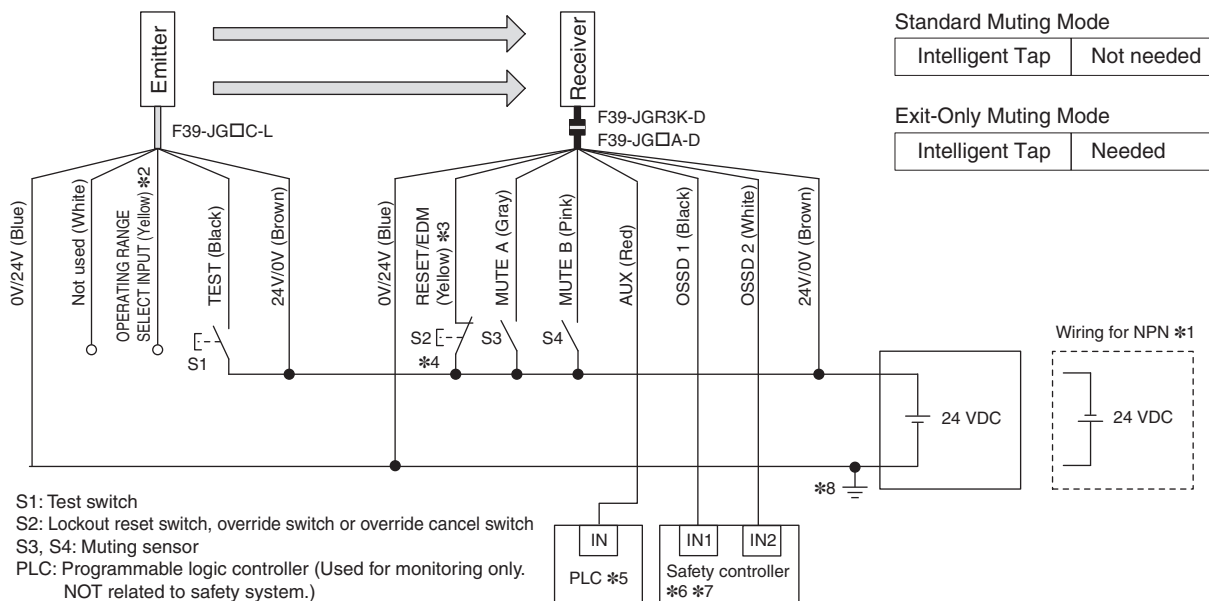 Emitter
Receiver
Standard Muting Mode
Intelligent Tap Not needed
Exit-Only Muting Mode
Intelligent Tap Needed
F39-JG□C-L
F39-JGR3K-D
F39-JG□A-D
0V/24V (Blue)
Not used (White)
OPERATING RANGE
SELECT INPUT (Yellow) ✱2
TEST (Black)
24V/0V (Brown)
0V/24V (Blue)
RESET/EDM
(Yellow) ✱3
MUTE A (Gray)
MUTE B (Pink)
AUX (Red)
OSSD 1 (Black)
OSSD 2 (White)
24V/0V (Brown)
S1
S2
✱4
S3
S4
24 VDC
Wiring for NPN ✱1
24 VDC
✱8
S1: Test switch
S2: Lockout reset switch, override switch or override cancel switch
S3, S4: Muting sensor
PLC: Programmable logic controller (Used for monitoring only.
NOT related to safety system.)
IN
PLC ✱5
IN1
IN2
Safety controller
✱6 ✱7